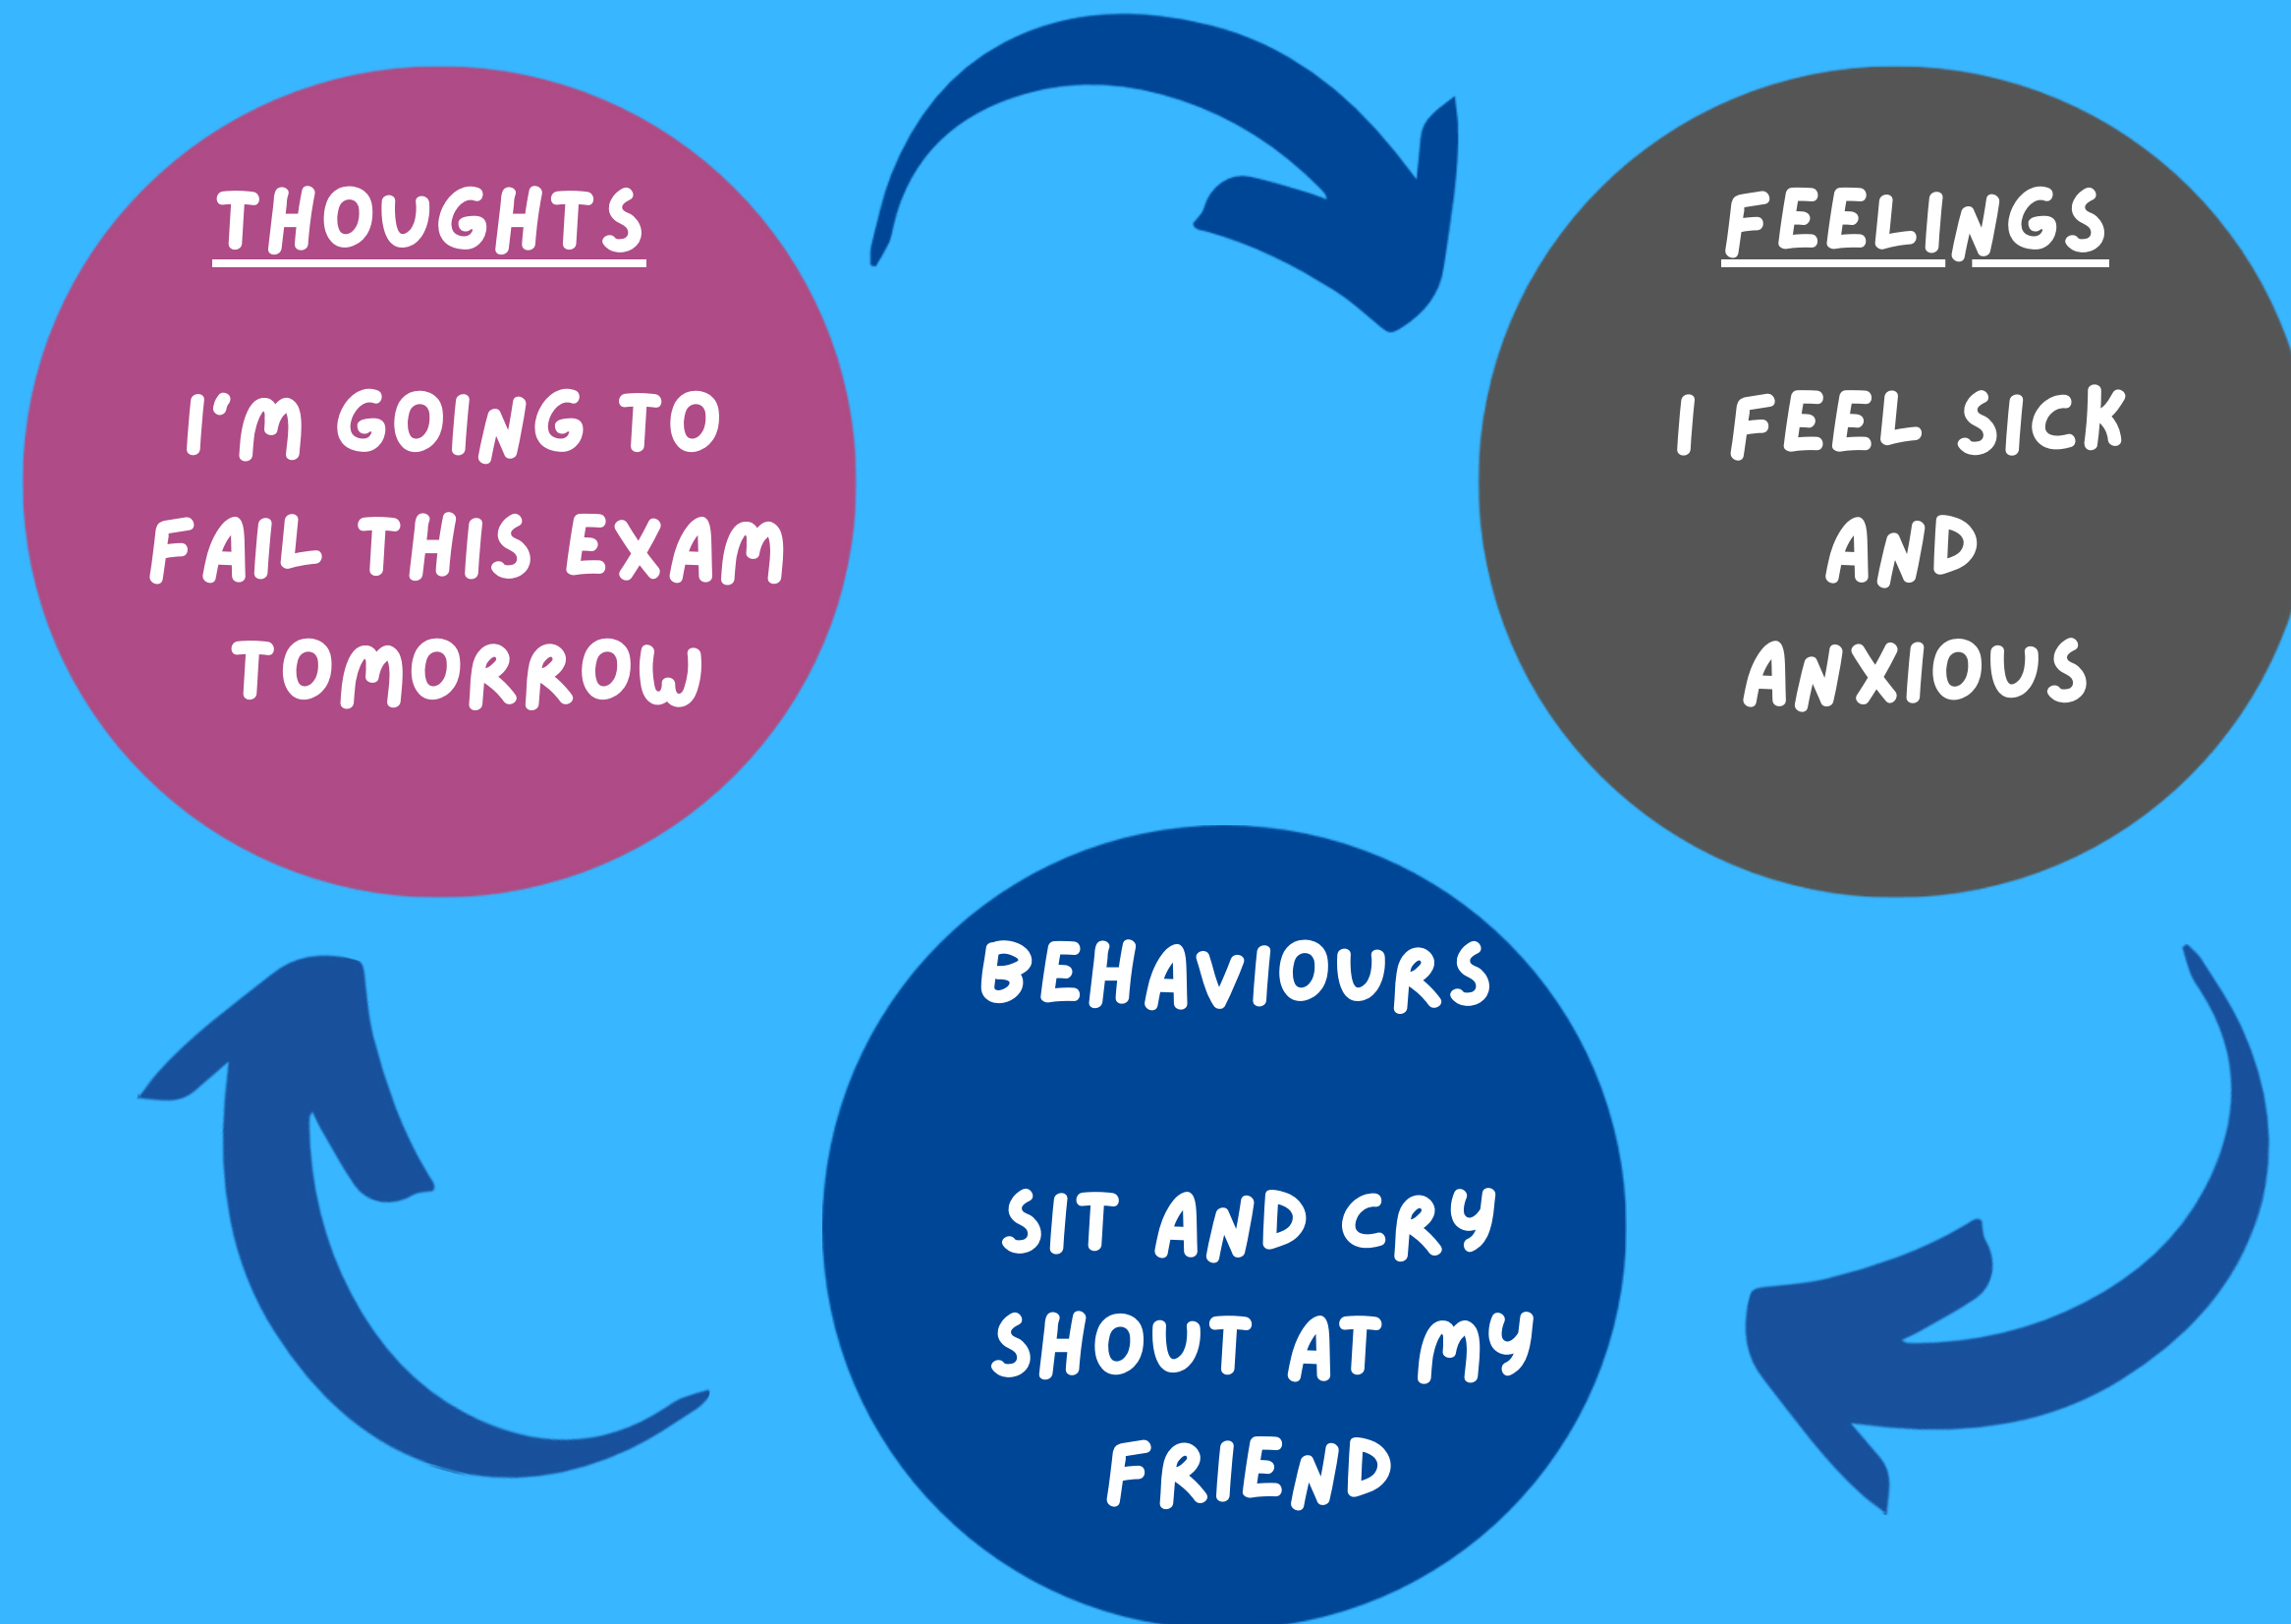 THOUGHTS
I'M GOING TO
FAIL THIS EXAM
TOMORROW
FEELINGS
I FEEL SICK
AND
ANXIOUS
BEHAVIOURS
SIT AND CRY
SHOUT AT MY
FRIEND